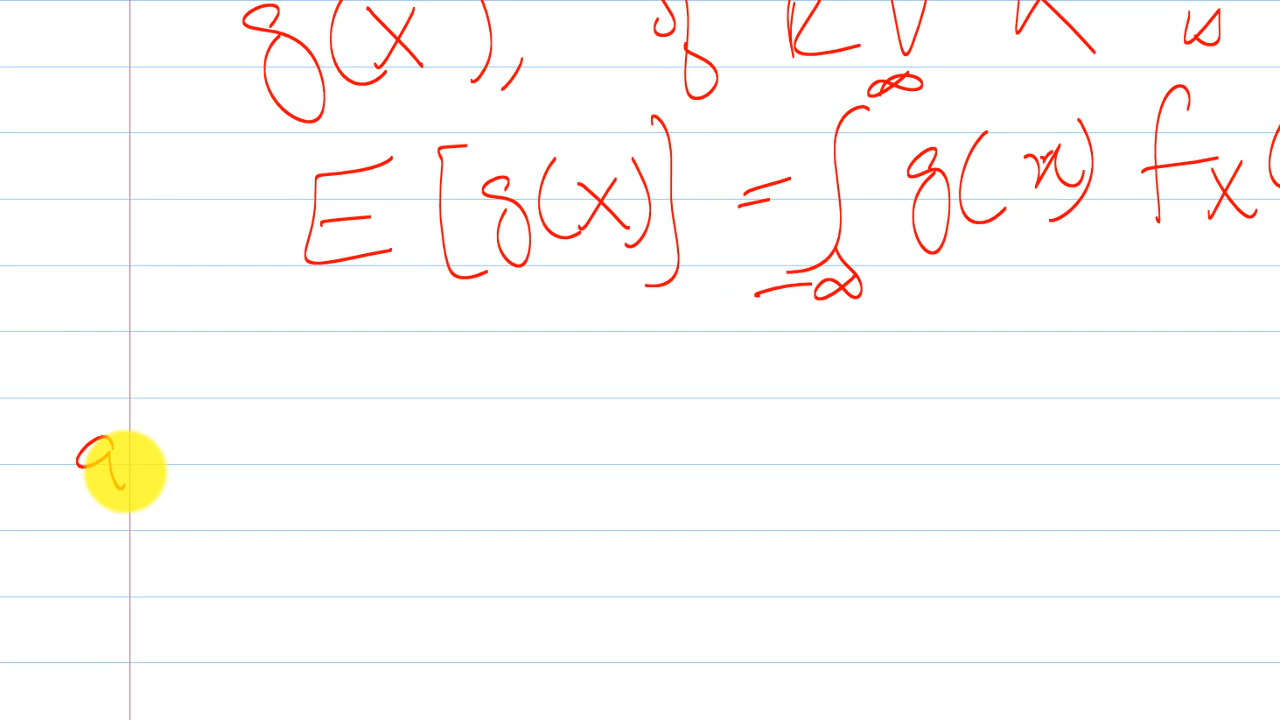 g(X), of RV X is
E[g(X)] = ∫_{-∞}^{∞} g(x) f_X(
a